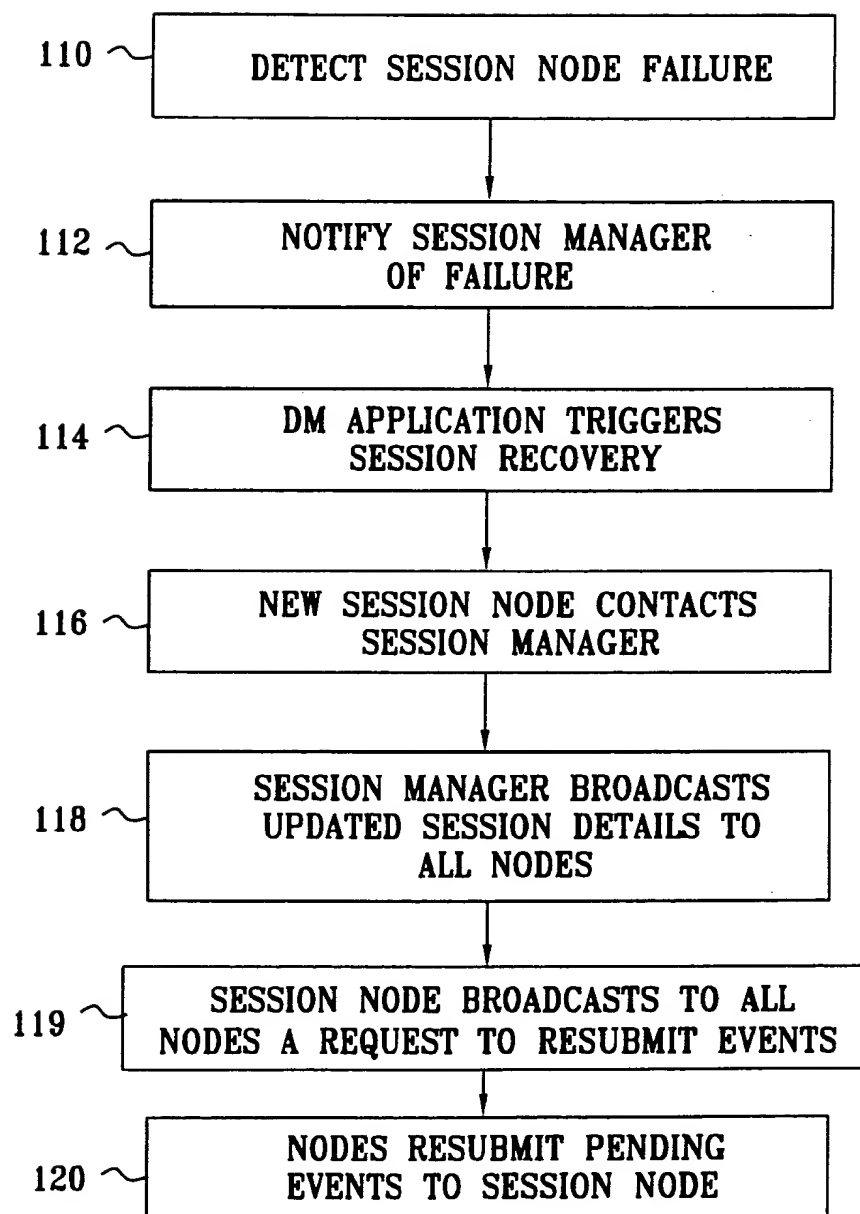 110
DETECT SESSION NODE FAILURE
112
NOTIFY SESSION MANAGER
OF FAILURE
114
DM APPLICATION TRIGGERS
SESSION RECOVERY
116
NEW SESSION NODE CONTACTS
SESSION MANAGER
118
SESSION MANAGER BROADCASTS
UPDATED SESSION DETAILS TO
ALL NODES
119
SESSION NODE BROADCASTS TO ALL
NODES A REQUEST TO RESUBMIT EVENTS
120
NODES RESUBMIT PENDING
EVENTS TO SESSION NODE